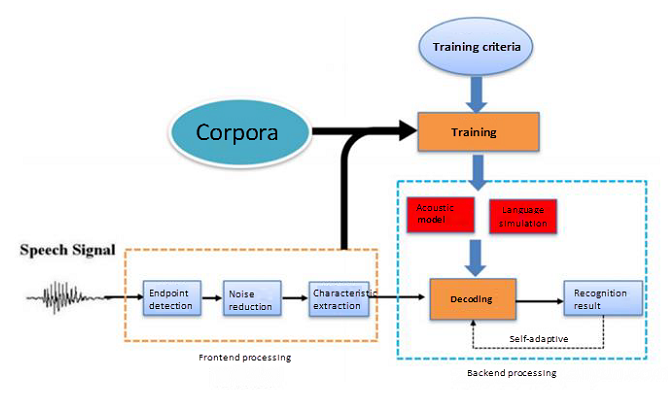 Training criteria
Corpora
Training
Acoustic
model
Language
simulation
Speech Signal
Endpoint
detection
Noise
reduction
Characteristic
extraction
Decoding
Recognition
result
Self-adaptive
Frontend processing
Backend processing